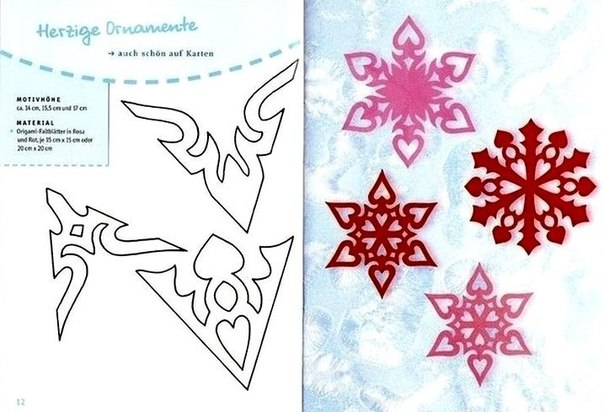 Herzige Ornamente
→ auch schön auf Karten
MOTIVHÖHE
ca. 14 cm, 15,5 cm und 17 cm
MATERIAL
• Origami-Faltblätter in Rosa
und Rot, je 15 cm x 15 cm oder
20 cm x 20 cm
12